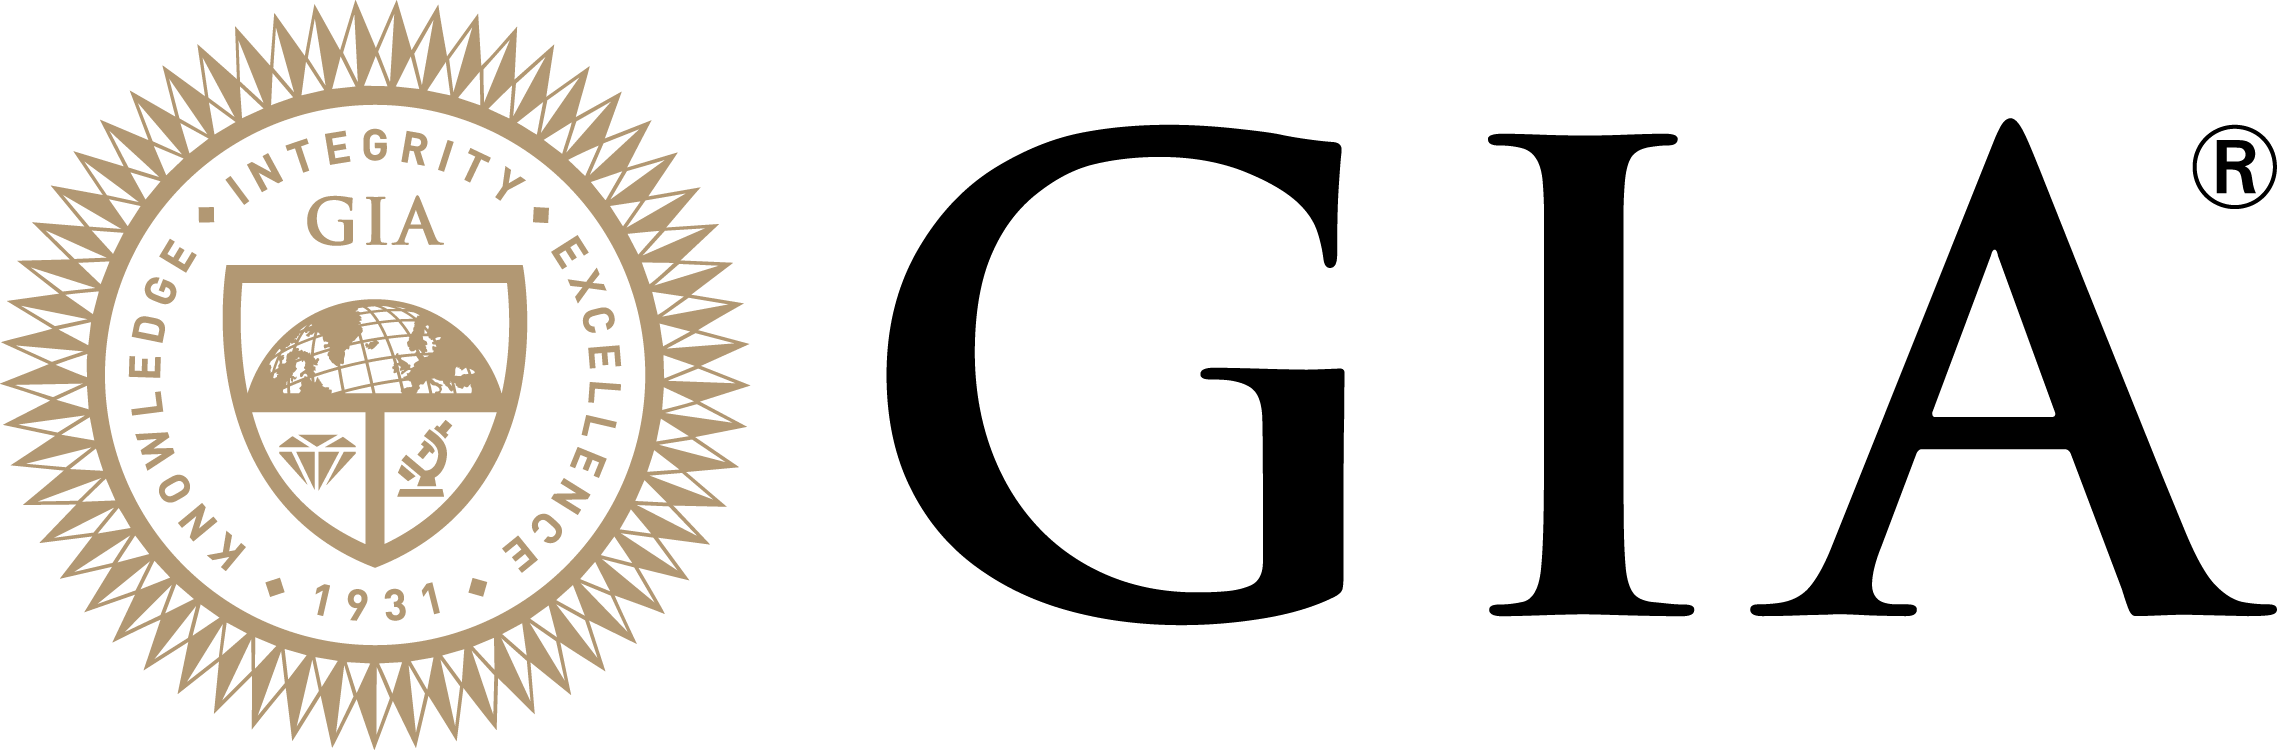 KNOWLEDGE · INTEGRITY · EXCELLENCE
GIA
· 1931 ·
GIA®